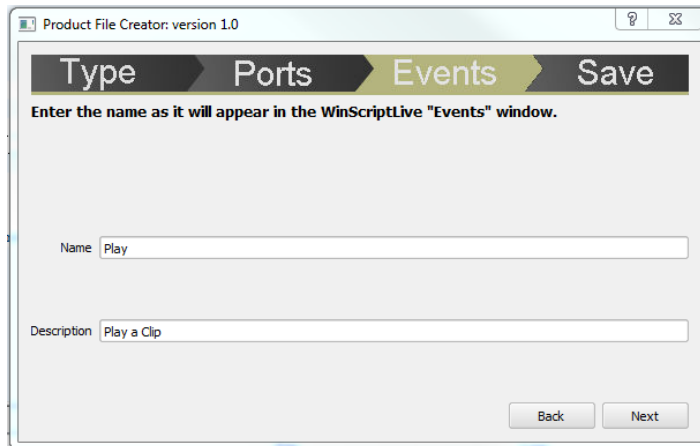 Product File Creator: version 1.0
?
Type Ports Events Save
Enter the name as it will appear in the WinScriptLive "Events" window.
Name Play
Description Play a Clip
Back Next